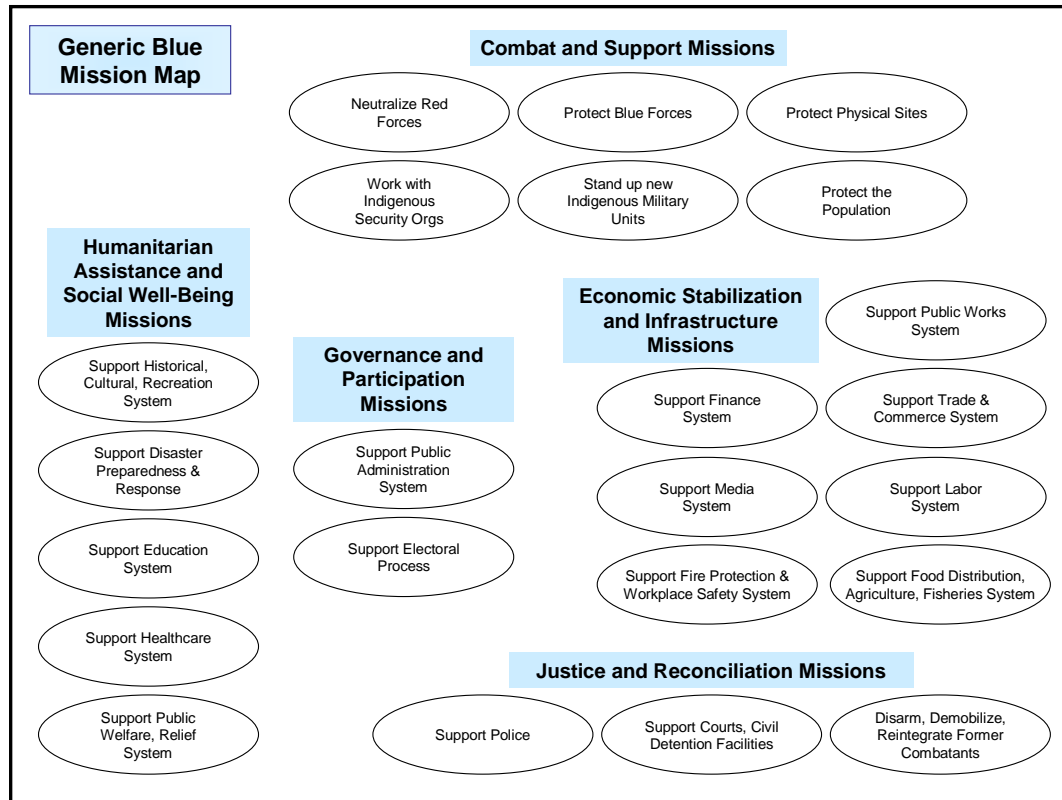 Generic Blue
Mission Map
Combat and Support Missions
Neutralize Red
Forces
Protect Blue Forces
Protect Physical Sites
Work with
Indigenous
Security Orgs
Stand up new
Indigenous Military
Units
Protect the
Population
Humanitarian
Assistance and
Social Well-Being
Missions
Support Historical,
Cultural, Recreation
System
Support Disaster
Preparedness &
Response
Support Education
System
Support Healthcare
System
Support Public
Welfare, Relief
System
Governance and
Participation
Missions
Support Public
Administration
System
Support Electoral
Process
Economic Stabilization
and Infrastructure
Missions
Support Public Works
System
Support Finance
System
Support Trade &
Commerce System
Support Media
System
Support Labor
System
Support Fire Protection &
Workplace Safety System
Support Food Distribution,
Agriculture, Fisheries System
Justice and Reconciliation Missions
Support Police
Support Courts, Civil
Detention Facilities
Disarm, Demobilize,
Reintegrate Former
Combatants